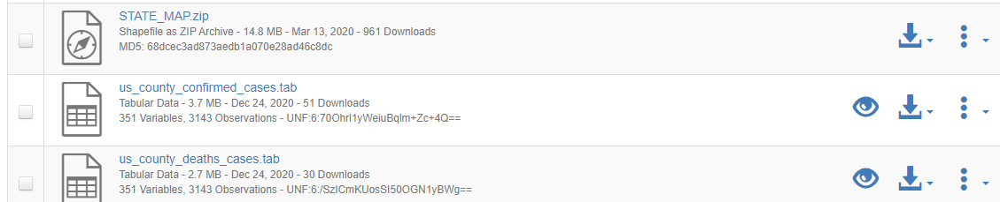 STATE_MAP.zip
Shapefile as ZIP Archive - 14.8 MB - Mar 13, 2020 - 961 Downloads
MD5: 68dcec3ad873aedb1a070e28ad46c8dc
us_county_confirmed_cases.tab
Tabular Data - 3.7 MB - Dec 24, 2020 - 51 Downloads
351 Variables, 3143 Observations - UNF:6:70OhrI1yWeiuBqIm+Zc+4Q==
us_county_deaths_cases.tab
Tabular Data - 2.7 MB - Dec 24, 2020 - 30 Downloads
351 Variables, 3143 Observations - UNF:6:/SzICmKUosSI50OGN1yBWg==